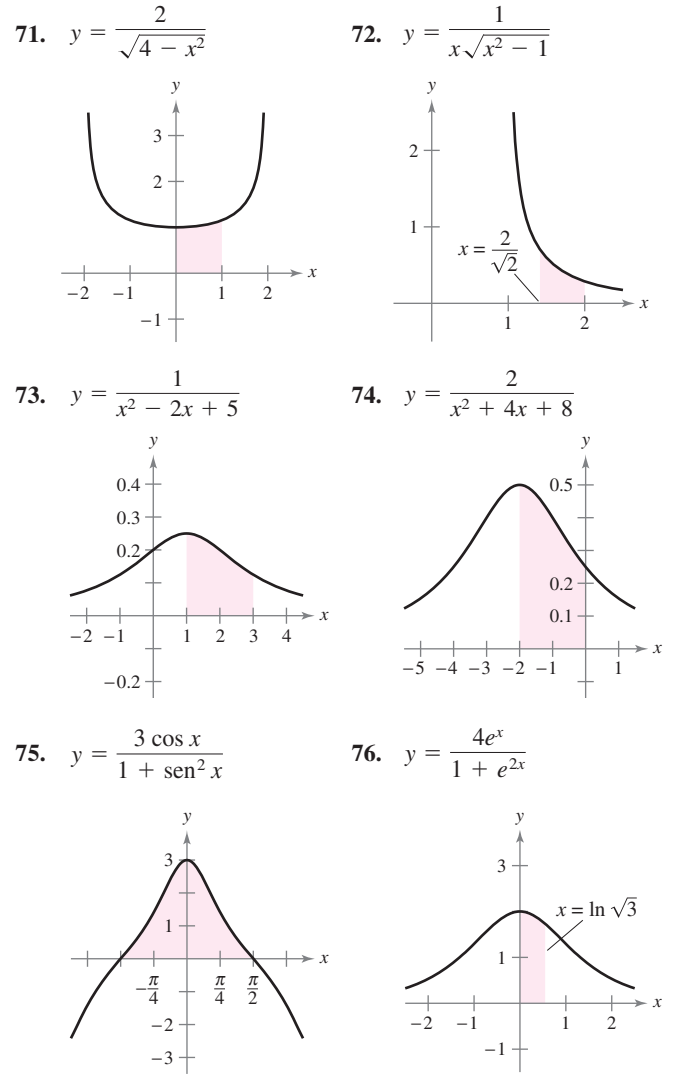 71. y = 2 / √(4 − x²)
72. y = 1 / (x√(x² − 1))
y
3
2
−2 −1 1 2 x
−1
y
2
1
x = 2/√2
1 2 x
73. y = 1 / (x² − 2x + 5)
74. y = 2 / (x² + 4x + 8)
y
0.4
0.3
0.2
−2 −1 1 2 3 4 x
−0.2
y
0.5
0.2
0.1
−5 −4 −3 −2 −1 1 x
75. y = 3 cos x / (1 + sen² x)
76. y = 4eˣ / (1 + e²ˣ)
y
3
1
−π/4 π/4 π/2 x
−2
−3
y
3
x = ln √3
1
−2 −1 1 2 x
−1